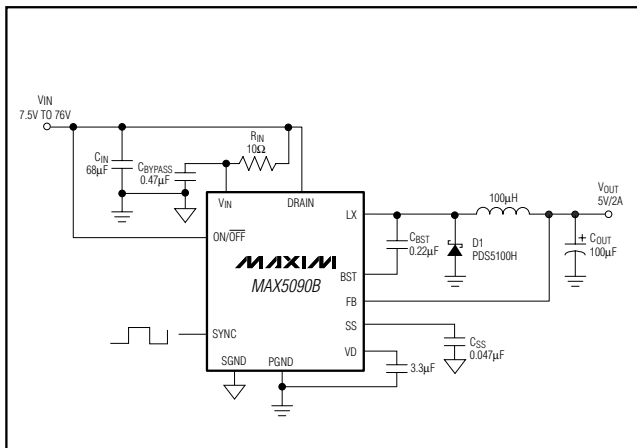 VIN
7.5V TO 76V
RIN
10Ω
CIN
68μF
CBYPASS
0.47μF
VIN
DRAIN
LX
100μH
VOUT
5V/2A
ON/OFF
CBST
0.22μF
D1
PDS5100H
COUT
100μF
+
MAXIM
MAX5090B
BST
FB
SYNC
SS
CSS
0.047μF
VD
SGND
PGND
3.3μF